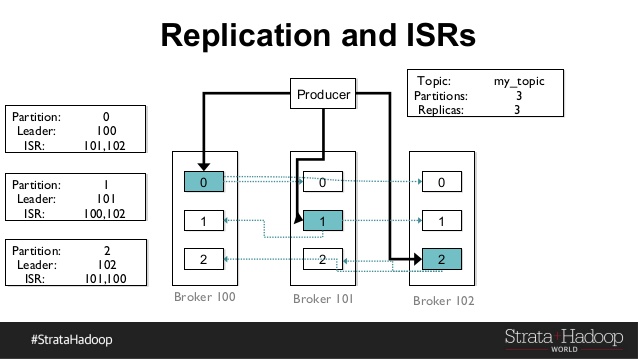 Replication and ISRs
Producer
Topic: my_topic
Partitions: 3
Replicas: 3
Partition: 0
Leader: 100
ISR: 101,102
Partition: 1
Leader: 101
ISR: 100,102
Partition: 2
Leader: 102
ISR: 101,100
0 0 0
1 1 1
2 2 2
Broker 100 Broker 101 Broker 102
#StrataHadoop
Strata+Hadoop
WORLD